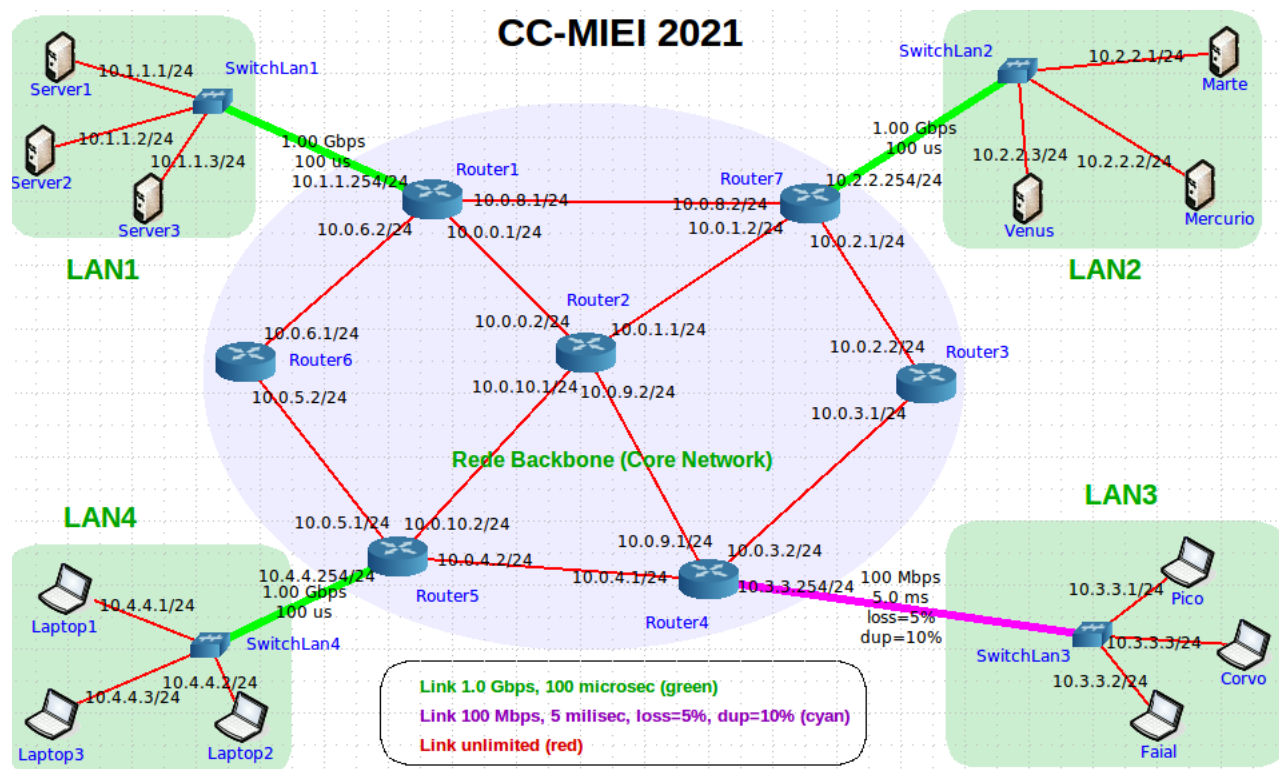 CC-MIEI 2021
10.1.1.1/24
SwitchLan1
Server1
10.1.1.2/24
10.1.1.3/24
Server2
Server3
LAN1
1.00 Gbps
100 us
10.1.1.254/24
Router1
10.0.8.1/24
10.0.6.2/24
10.0.0.1/24
SwitchLan2
10.2.2.1/24
Marte
1.00 Gbps
100 us
10.2.2.3/24
10.2.2.2/24
Venus
Mercurio
LAN2
Router7
10.2.2.254/24
10.0.8.2/24
10.0.1.2/24
10.0.2.1/24
Router2
10.0.0.2/24
10.0.1.1/24
10.0.10.1/24
10.0.9.2/24
10.0.6.1/24
Router6
10.0.5.2/24
10.0.2.2/24
Router3
10.0.3.1/24
Rede Backbone (Core Network)
LAN4
10.0.5.1/24
10.0.10.2/24
10.4.4.254/24
10.0.4.2/24
1.00 Gbps
100 us
Router5
10.4.4.1/24
Laptop1
SwitchLan4
10.4.4.2/24
10.4.4.3/24
Laptop3
Laptop2
10.0.9.1/24
10.0.3.2/24
10.0.4.1/24
10.3.3.254/24
Router4
LAN3
100 Mbps
5.0 ms
loss=5%
dup=10%
10.3.3.1/24
Pico
SwitchLan3
10.3.3.3/24
Corvo
10.3.3.2/24
Faial
Link 1.0 Gbps, 100 microsec (green)
Link 100 Mbps, 5 milisec, loss=5%, dup=10% (cyan)
Link unlimited (red)